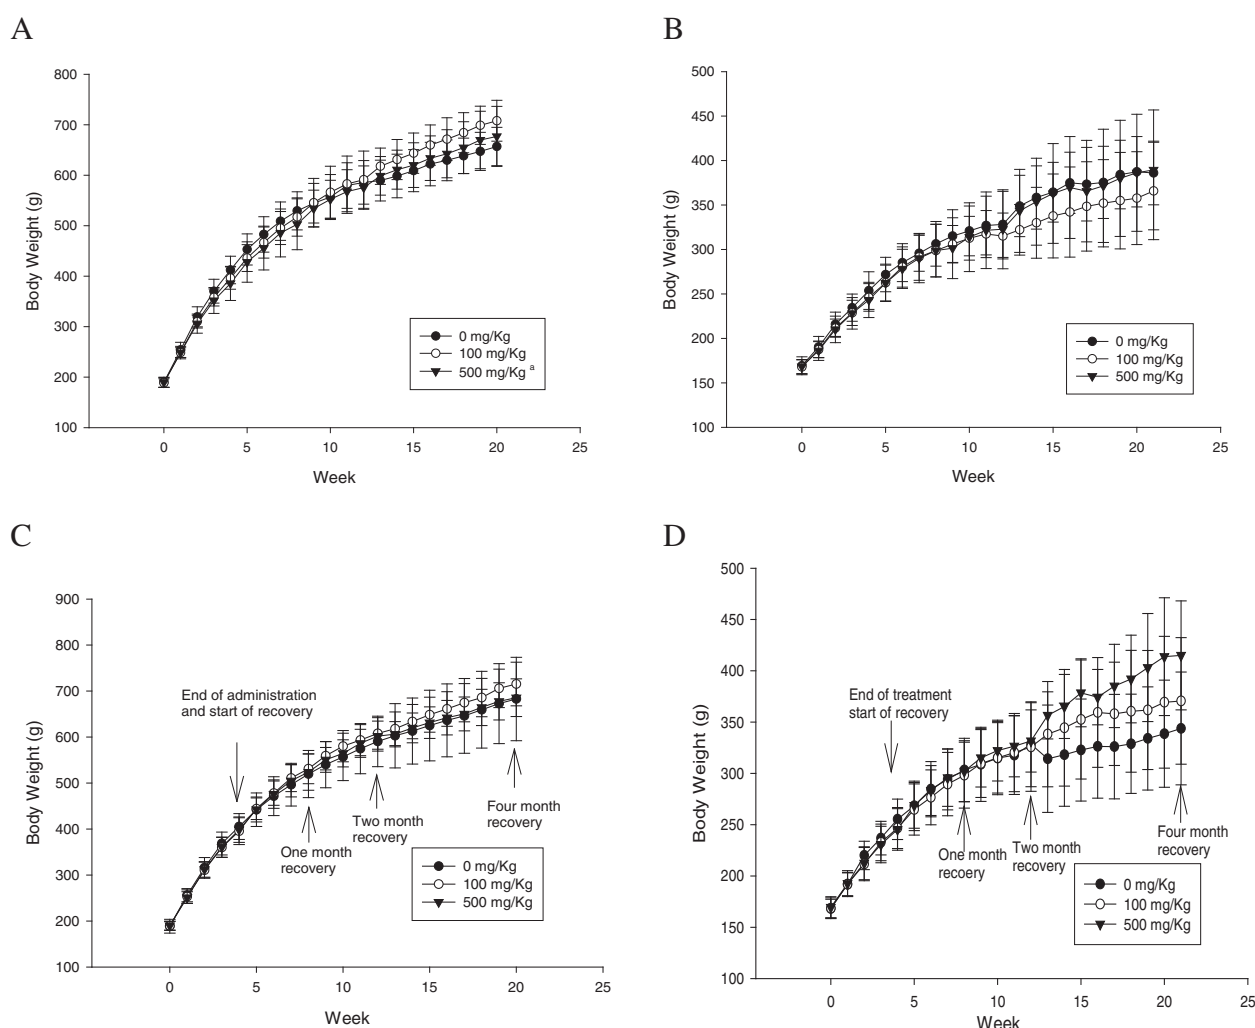 A
800
700
600
500
400
300
200
100
Body Weight (g)
0
5
10
15
20
25
Week
0 mg/Kg
100 mg/Kg
500 mg/Kg a
B
500
450
400
350
300
250
200
150
100
Body Weight (g)
0
5
10
15
20
25
Week
0 mg/Kg
100 mg/Kg
500 mg/Kg
C
900
800
700
600
500
400
300
200
100
Body Weight (g)
0
5
10
15
20
25
Week
End of administration
and start of recovery
One month
recovery
Two month
recovery
Four month
recovery
0 mg/Kg
100 mg/Kg
500 mg/Kg
D
500
450
400
350
300
250
200
150
100
Body Weight (g)
0
5
10
15
20
25
Week
End of treatment
start of recovery
One month
recoery
Two month
recovery
Four month
recovery
0 mg/Kg
100 mg/Kg
500 mg/Kg